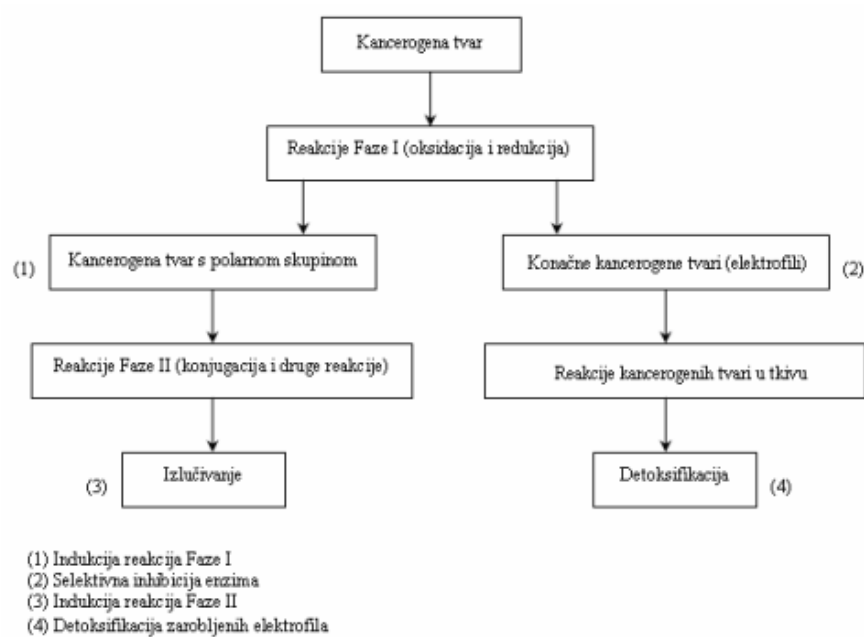 Kancerogena tvar
Reakcije Faze I (oksidacija i redukcija)
(1) Kancerogena tvar s polarnom skupinom
Konačne kancerogene tvari (elektrofili) (2)
Reakcije Faze II (konjugacija i druge reakcije)
Reakcije kancerogenih tvari u tkivu
(3) Izlučivanje
Detoksifikacija (4)
(1) Indukcija reakcija Faze I
(2) Selektivna inhibicija enzima
(3) Indukcija reakcija Faze II
(4) Detoksifikacija zarobljenih elektrofila